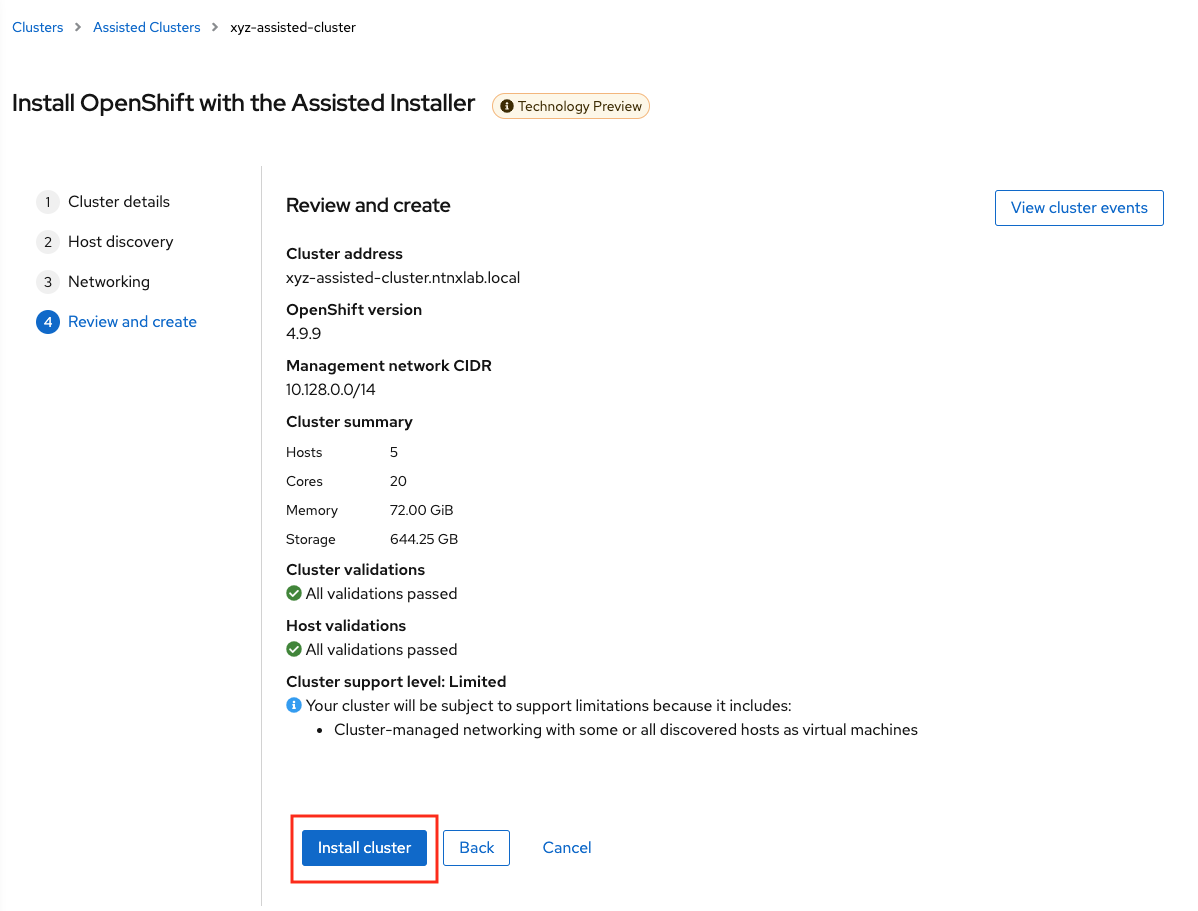 Clusters > Assisted Clusters > xyz-assisted-cluster
Install OpenShift with the Assisted Installer
Technology Preview
1 Cluster details
2 Host discovery
3 Networking
4 Review and create
Review and create
View cluster events
Cluster address
xyz-assisted-cluster.ntnxlab.local
OpenShift version
4.9.9
Management network CIDR
10.128.0.0/14
Cluster summary
Hosts 5
Cores 20
Memory 72.00 GiB
Storage 644.25 GB
Cluster validations
All validations passed
Host validations
All validations passed
Cluster support level: Limited
Your cluster will be subject to support limitations because it includes:
• Cluster-managed networking with some or all discovered hosts as virtual machines
Install cluster Back Cancel